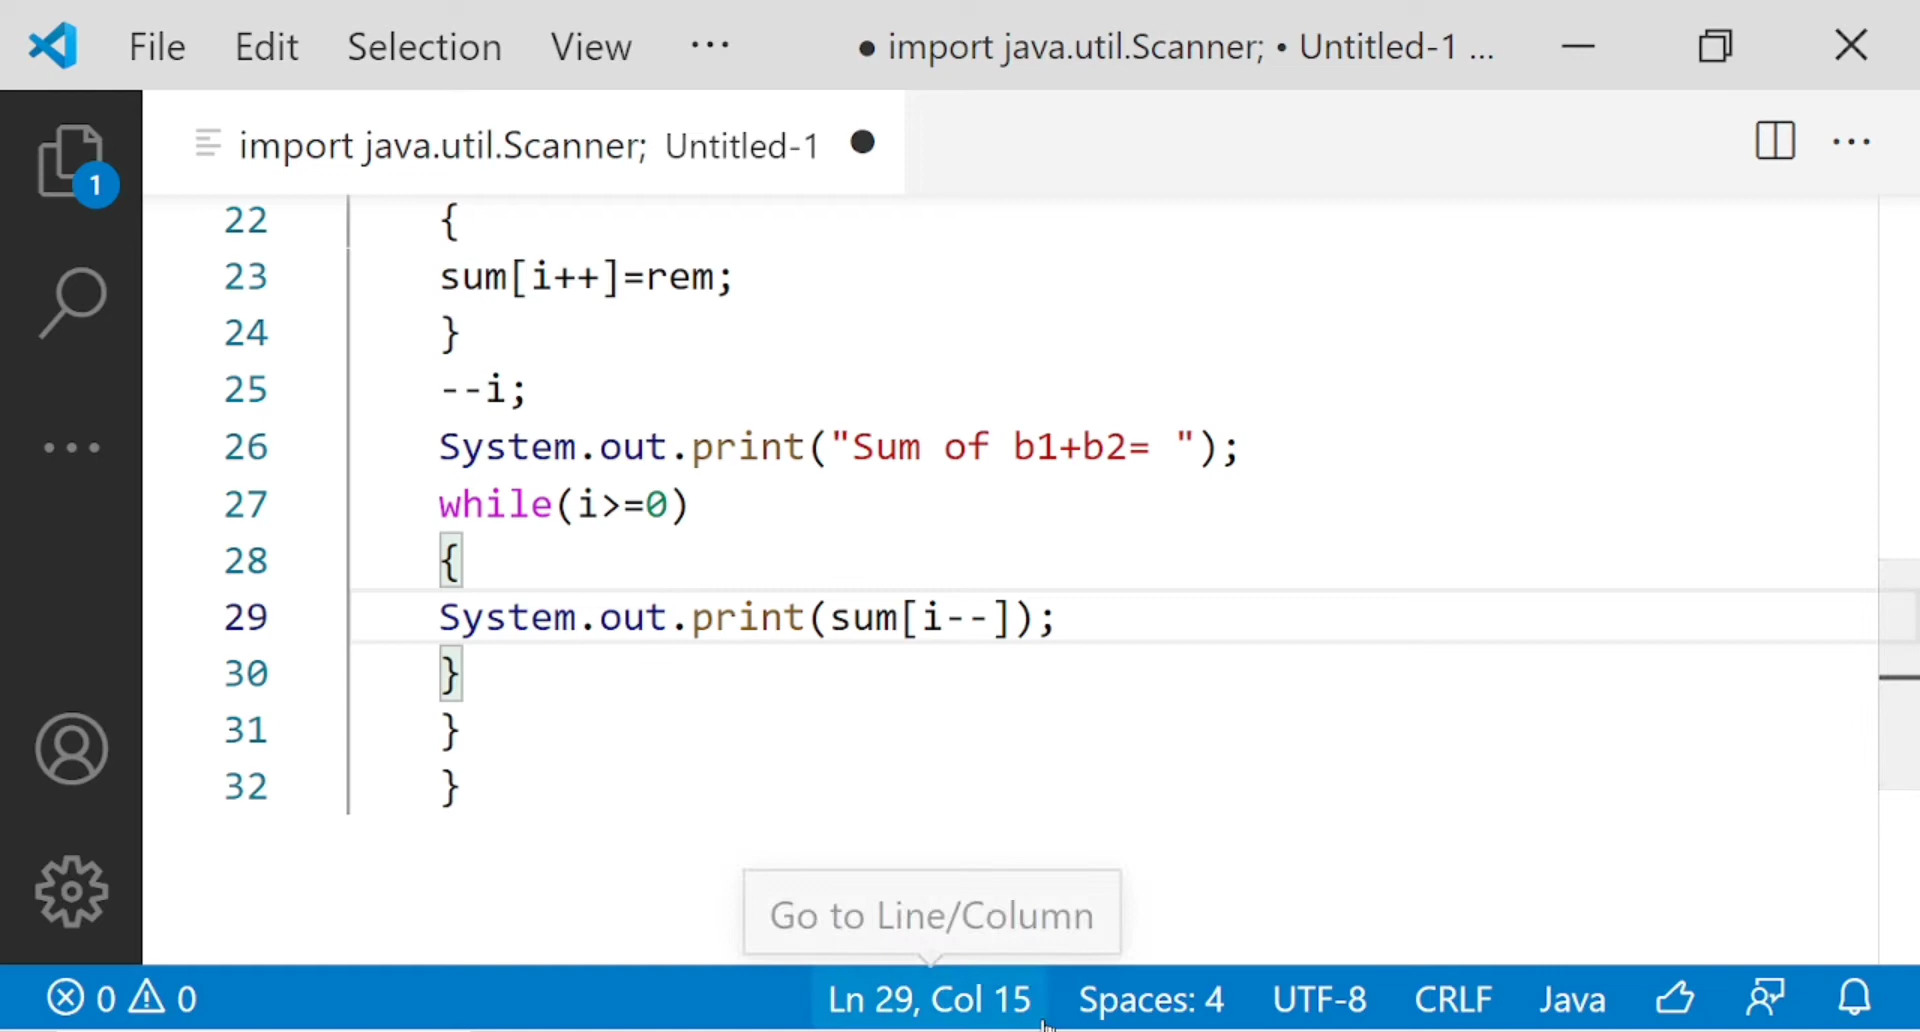 File Edit Selection View ··· ● import java.util.Scanner; • Untitled-1 ...
import java.util.Scanner; Untitled-1 ●
1
22 {
23 sum[i++]=rem;
24 }
25 --i;
26 System.out.print("Sum of b1+b2= ");
27 while(i>=0)
28 {
29 System.out.print(sum[i--]);
30 }
31 }
32 }
Go to Line/Column
0 0 Ln 29, Col 15 Spaces: 4 UTF-8 CRLF Java